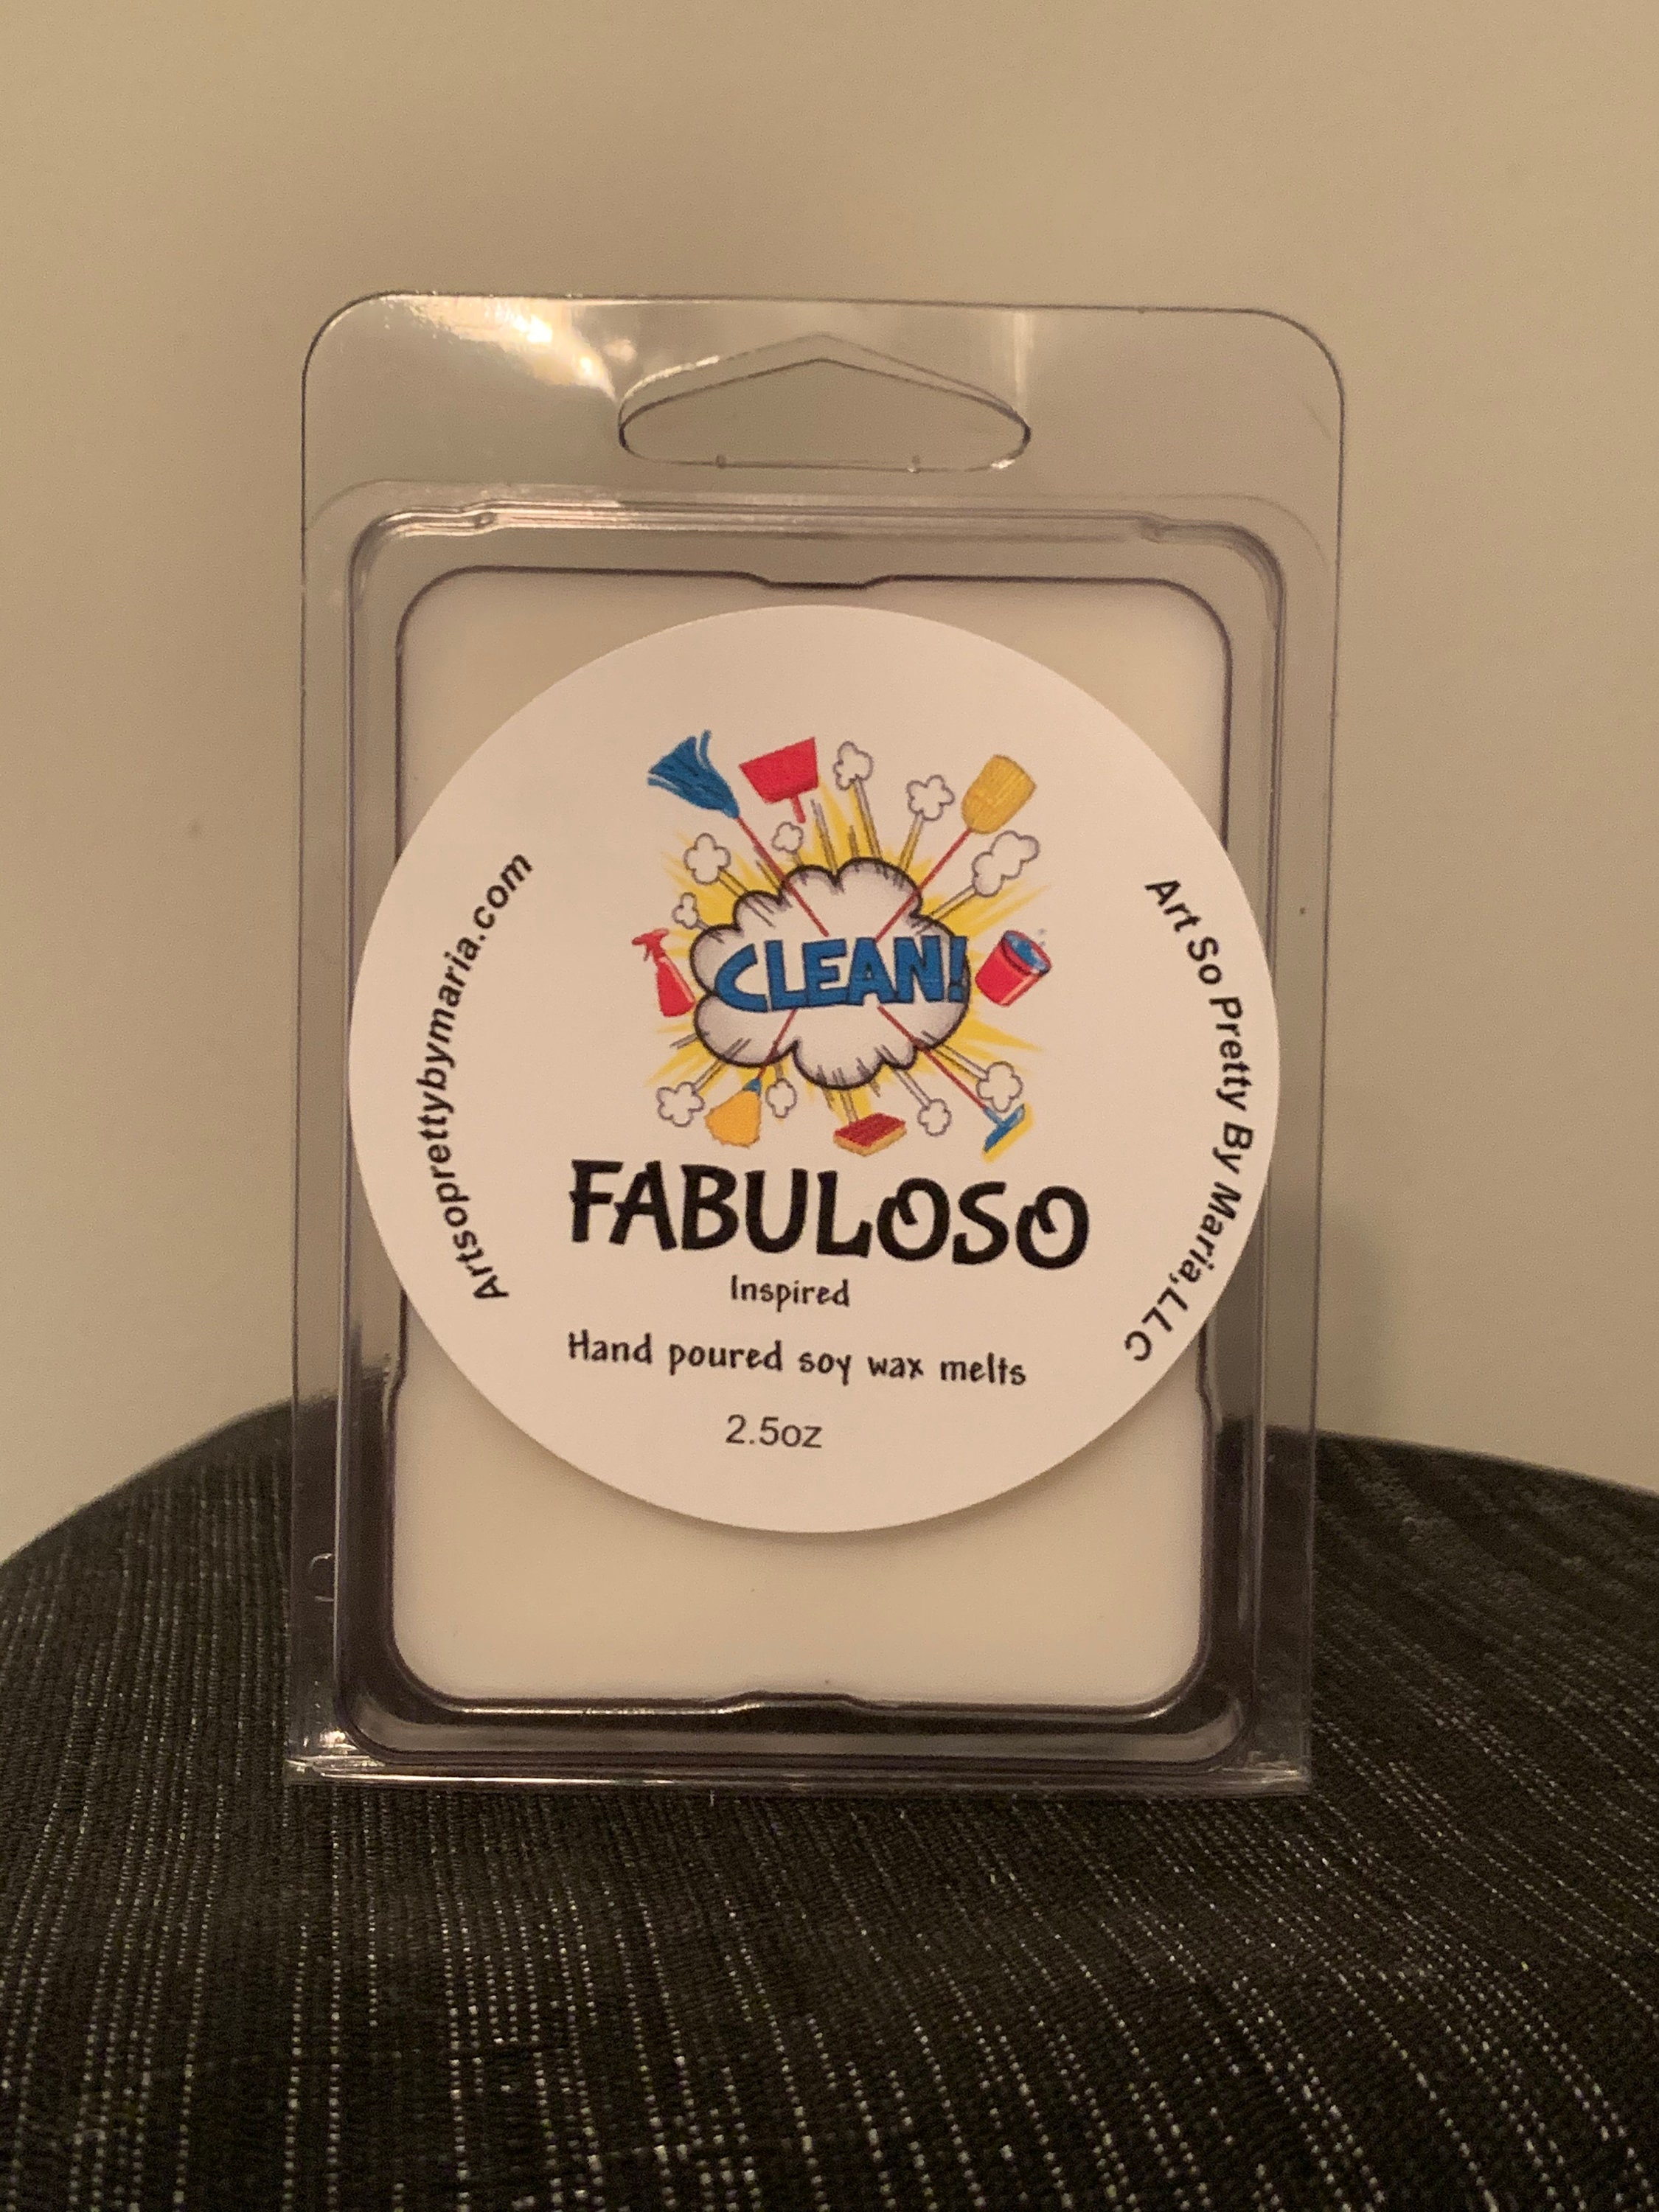 CLEAN!
FABULOSO
Inspired
Hand poured soy wax melts
2.5oz
Artsoprettybymaria.com
Art So Pretty By Maria,LLC